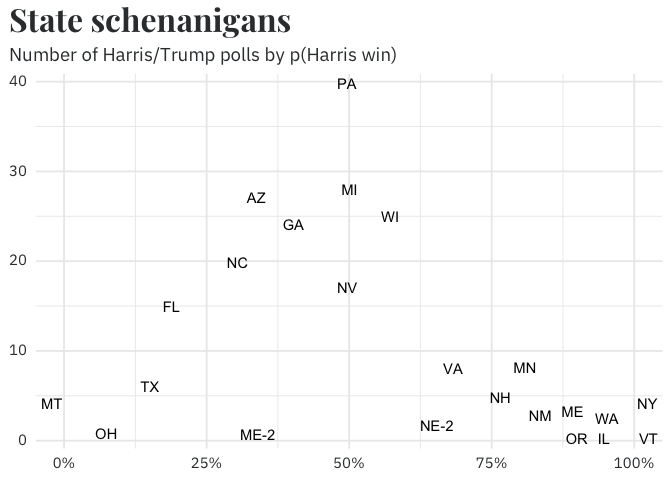 State schenanigans
Number of Harris/Trump polls by p(Harris win)
40
PA
30
MI
AZ
WI
GA
20
NC
NV
FL
10
VA
MN
TX
NH
MT
NY
ME
NM
WA
NE-2
OH
ME-2
0
OR
IL
VT
0%
25%
50%
75%
100%